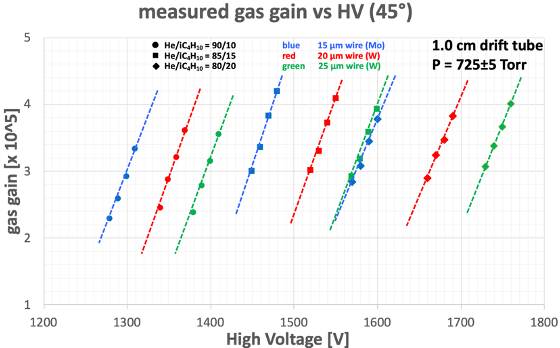 measured gas gain vs HV (45°)
He/iC4H10 = 90/10
He/iC4H10 = 85/15
He/iC4H10 = 80/20
blue 15 µm wire (Mo)
red 20 µm wire (W)
green 25 µm wire (W)
1.0 cm drift tube
P = 725±5 Torr
gas gain [x 10^5]
5
4
3
2
1
1200 1300 1400 1500 1600 1700 1800
High Voltage [V]